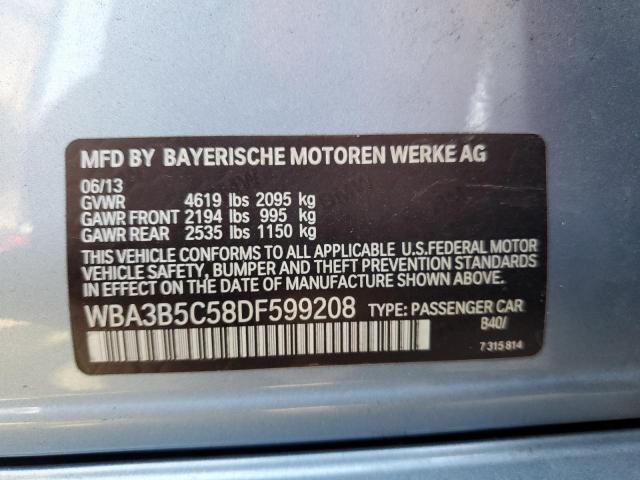 MFD BY BAYERISCHE MOTOREN WERKE AG
06/13
GVWR 4619 lbs 2095 kg
GAWR FRONT 2194 lbs 995 kg
GAWR REAR 2535 lbs 1150 kg
THIS VEHICLE CONFORMS TO ALL APPLICABLE U.S.FEDERAL MOTOR
VEHICLE SAFETY, BUMPER AND THEFT PREVENTION STANDARDS
IN EFFECT ON THE DATE OF MANUFACTURE SHOWN ABOVE.
WBA3B5C58DF599208 TYPE: PASSENGER CAR
B40/
7 315 814